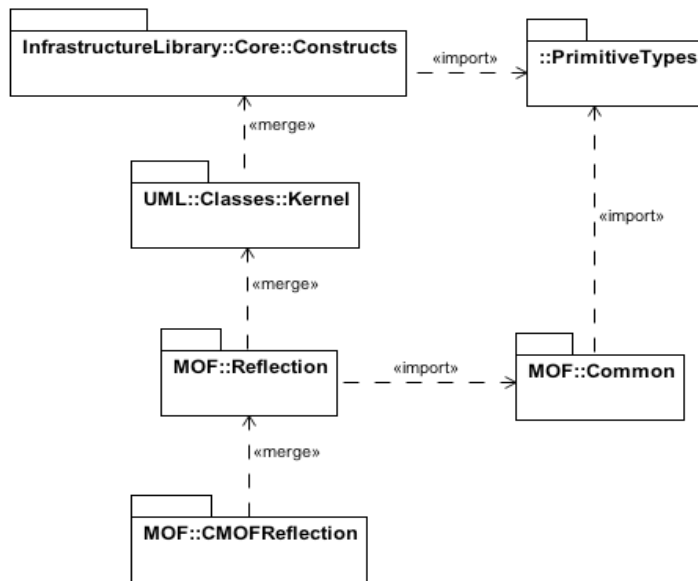 InfrastructureLibrary::Core::Constructs
«import»
::PrimitiveTypes
«merge»
UML::Classes::Kernel
«import»
«merge»
MOF::Reflection
«import»
MOF::Common
«merge»
MOF::CMOFReflection